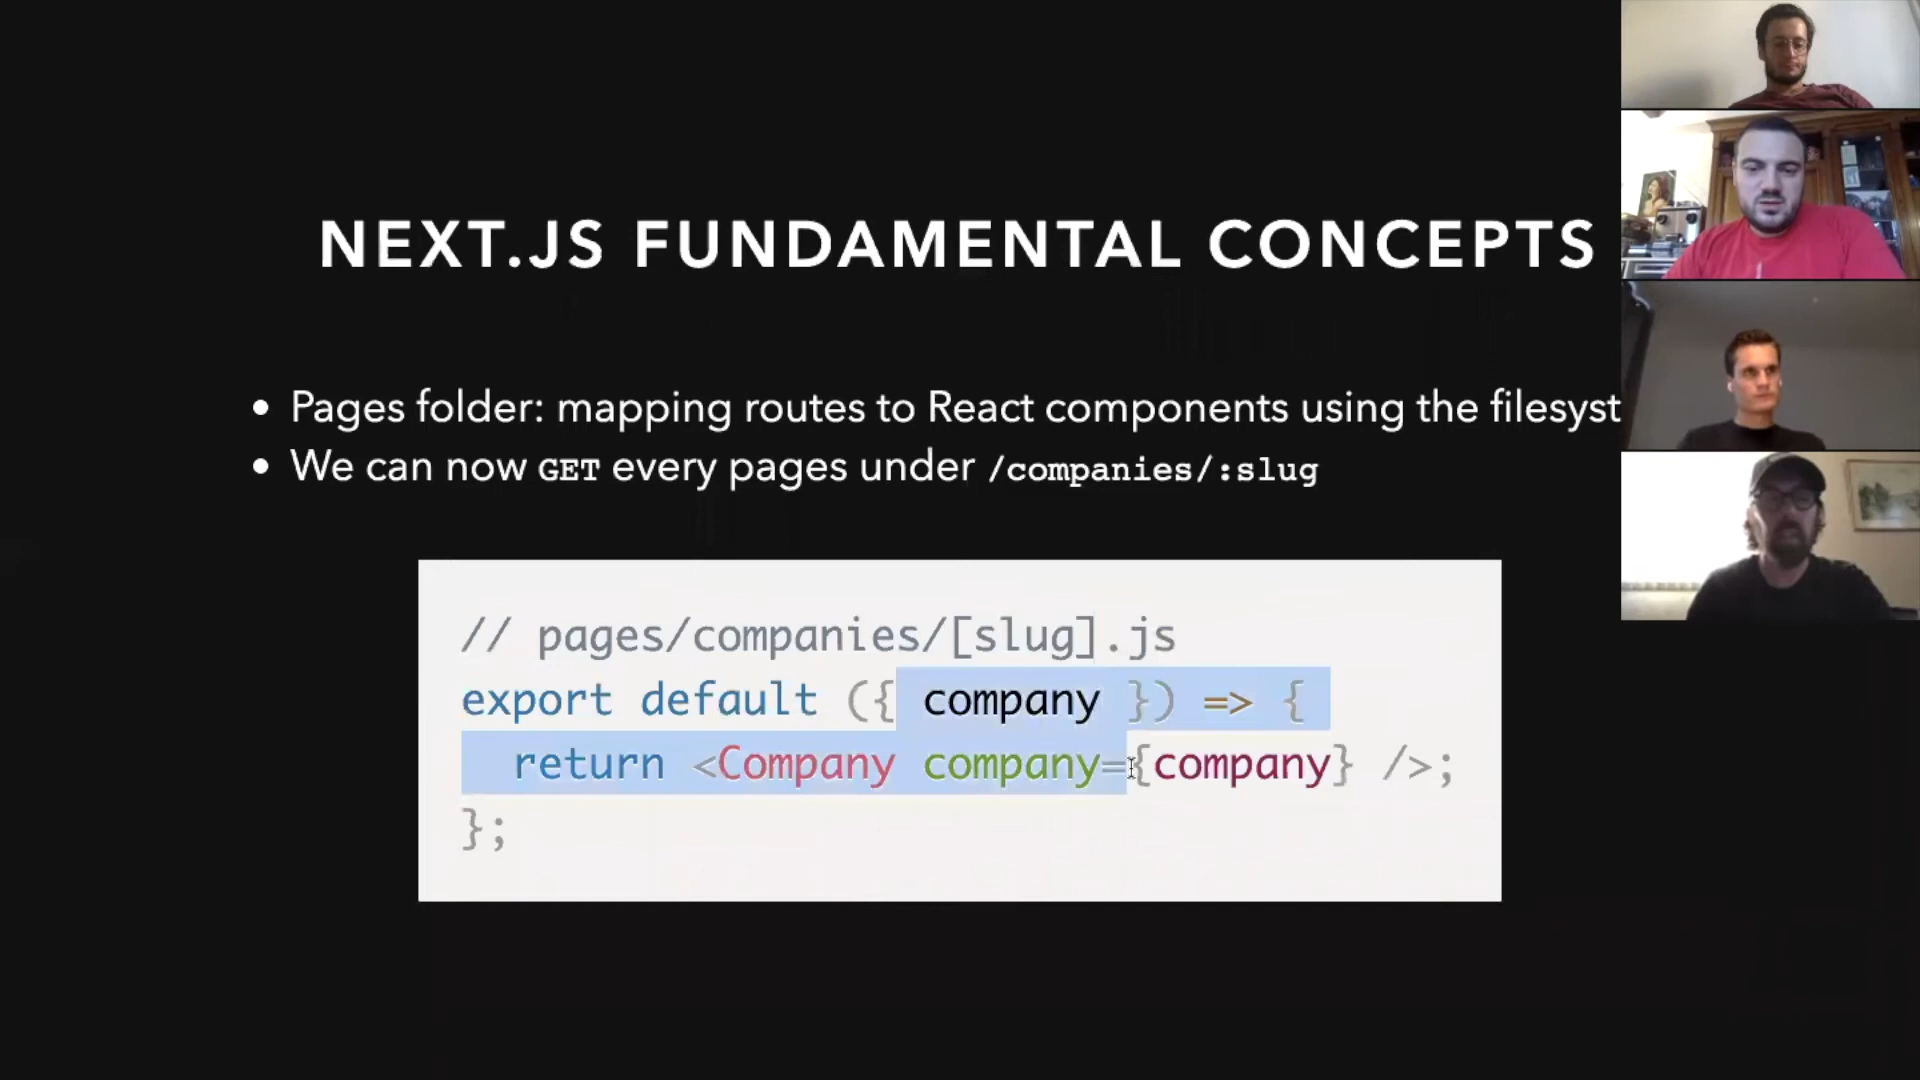 NEXT.JS FUNDAMENTAL CONCEPTS
• Pages folder: mapping routes to React components using the filesyst
• We can now GET every pages under /companies/:slug
// pages/companies/[slug].js
export default ({ company }) => {
return <Company company={company} />;
};